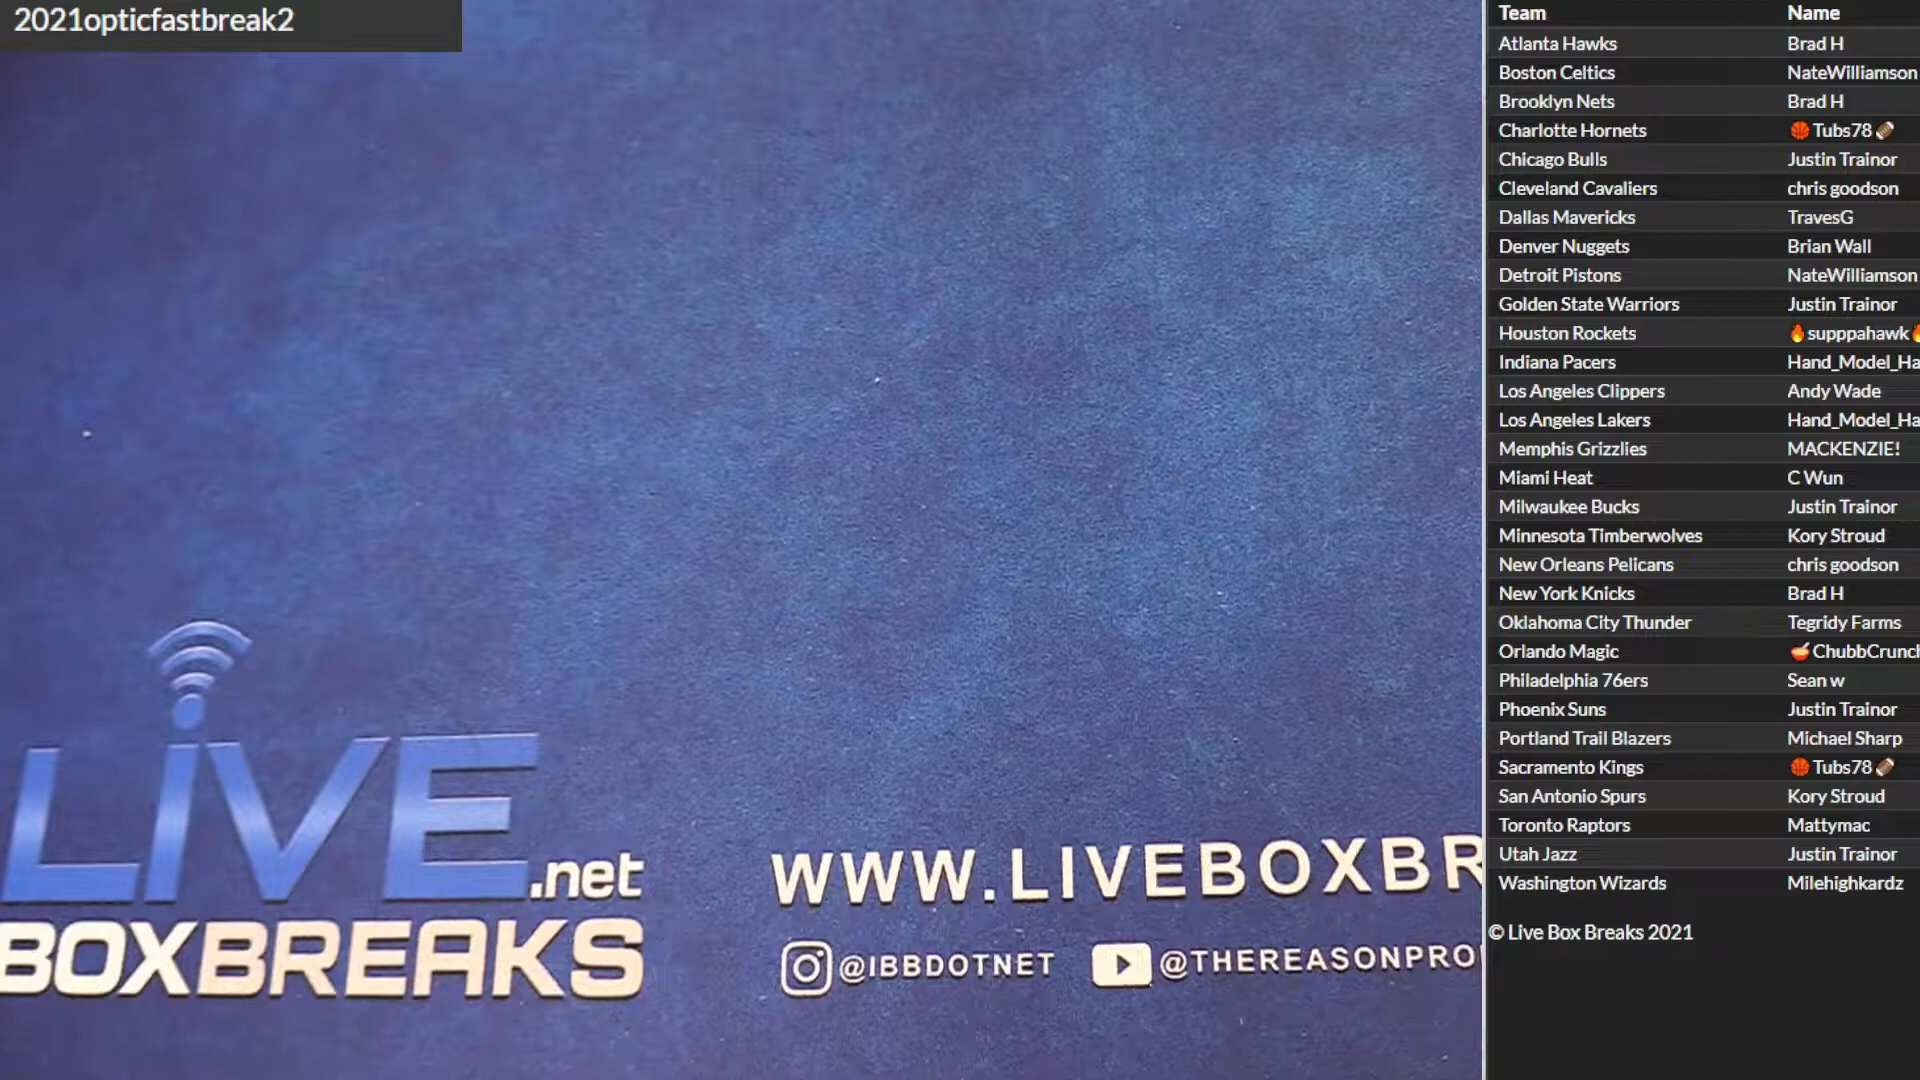 2021opticfastbreak2
Team Name
Atlanta Hawks Brad H
Boston Celtics NateWilliamson
Brooklyn Nets Brad H
Charlotte Hornets 🏀 Tubs78 🏈
Chicago Bulls Justin Trainor
Cleveland Cavaliers chris goodson
Dallas Mavericks TravesG
Denver Nuggets Brian Wall
Detroit Pistons NateWilliamson
Golden State Warriors Justin Trainor
Houston Rockets 🔥supppahawk🔥
Indiana Pacers Hand_Model_Ha
Los Angeles Clippers Andy Wade
Los Angeles Lakers Hand_Model_Ha
Memphis Grizzlies MACKENZIE!
Miami Heat C Wun
Milwaukee Bucks Justin Trainor
Minnesota Timberwolves Kory Stroud
New Orleans Pelicans chris goodson
New York Knicks Brad H
Oklahoma City Thunder Tegridy Farms
Orlando Magic 🥣 ChubbCrunch
Philadelphia 76ers Sean w
Phoenix Suns Justin Trainor
Portland Trail Blazers Michael Sharp
Sacramento Kings 🏀 Tubs78 🏈
San Antonio Spurs Kory Stroud
Toronto Raptors Mattymac
Utah Jazz Justin Trainor
Washington Wizards Milehighkardz
© Live Box Breaks 2021
LIVE.net
BOXBREAKS
WWW.LIVEBOXBR
@IBBDOTNET @THEREASONPRO